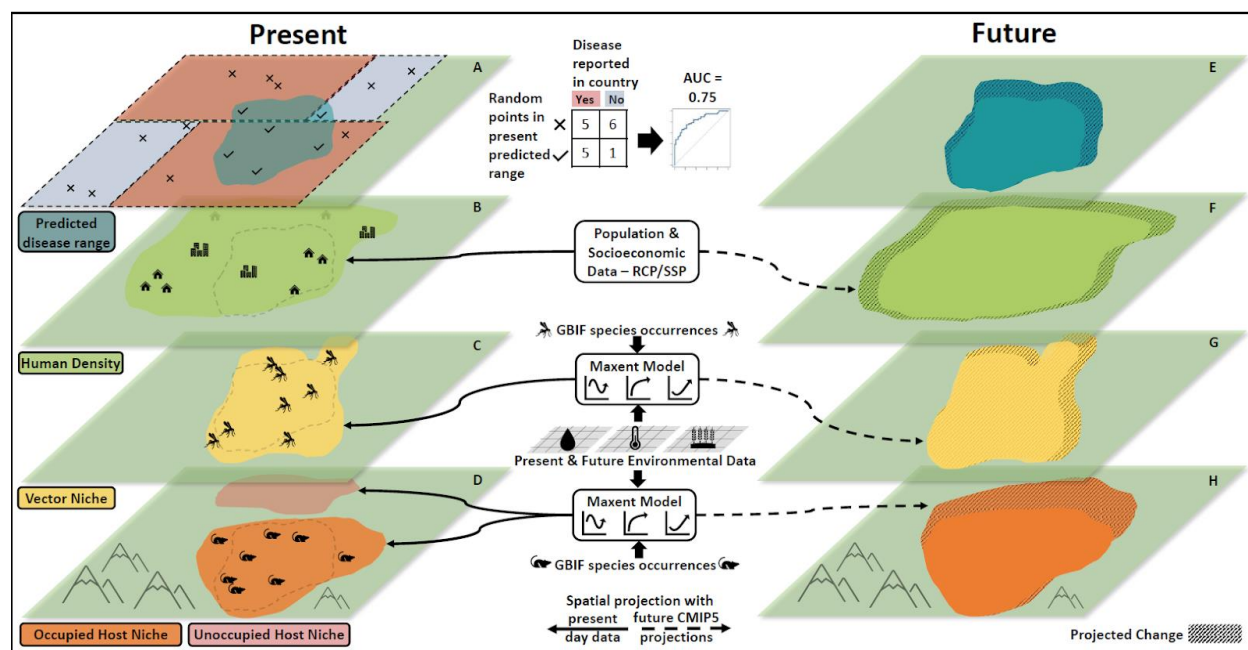 Present
Future
A
Disease
reported
in country
Yes No
Random
points in
present
predicted
range
5 6
5 1
AUC =
0.75
E
Predicted
disease range
B
Population &
Socioeconomic
Data – RCP/SSP
F
Human Density
C
GBIF species occurrences
Maxent Model
G
Present & Future Environmental Data
Vector Niche
D
Maxent Model
H
GBIF species occurrences
Spatial projection with
present future CMIP5
day data projections
Occupied Host Niche
Unoccupied Host Niche
Projected Change